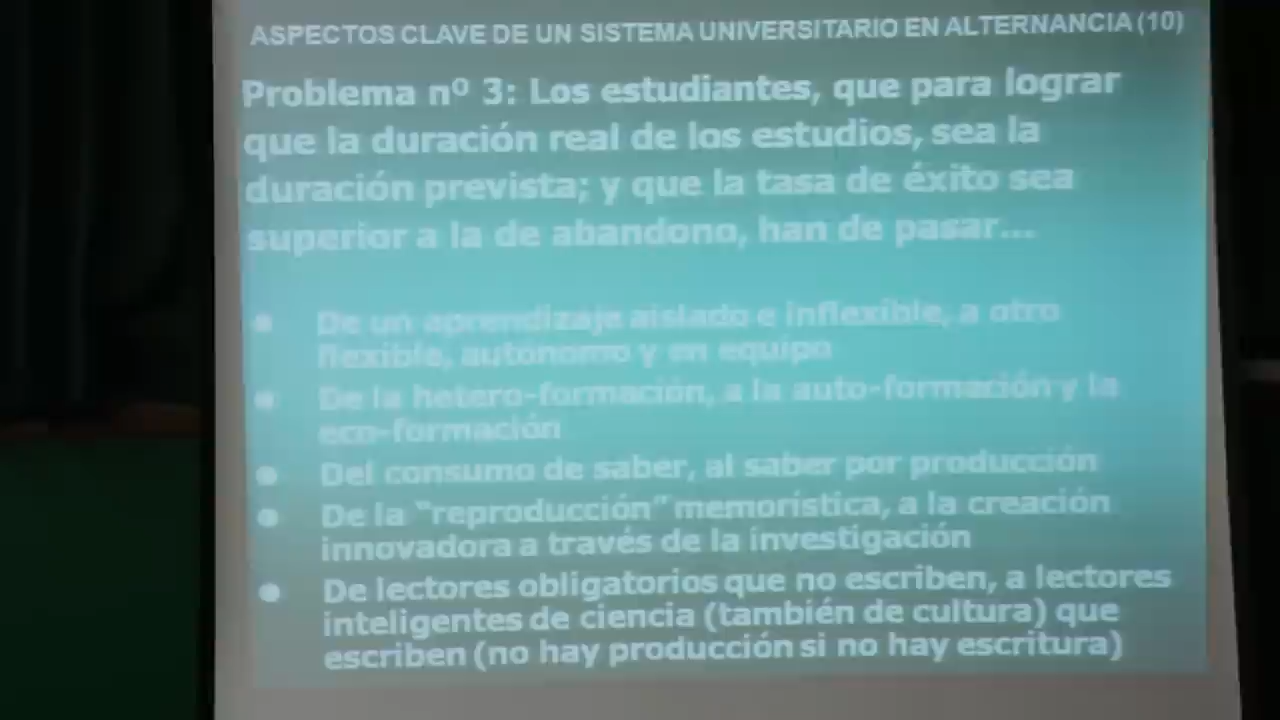 ASPECTOS CLAVE DE UN SISTEMA UNIVERSITARIO EN ALTERNANCIA (10)
Problema nº 3: Los estudiantes, que para lograr
que la duración real de los estudios, sea la
duración prevista; y que la tasa de éxito sea
superior a la de abandono, han de pasar...
● De un aprendizaje aislado e inflexible, a otro
flexible, autónomo y en equipo
● De la hetero-formación, a la auto-formación y la
eco-formación
● Del consumo de saber, al saber por producción
● De la "reproducción" memorística, a la creación
innovadora a través de la investigación
● De lectores obligatorios que no escriben, a lectores
inteligentes de ciencia (también de cultura) que
escriben (no hay producción si no hay escritura)